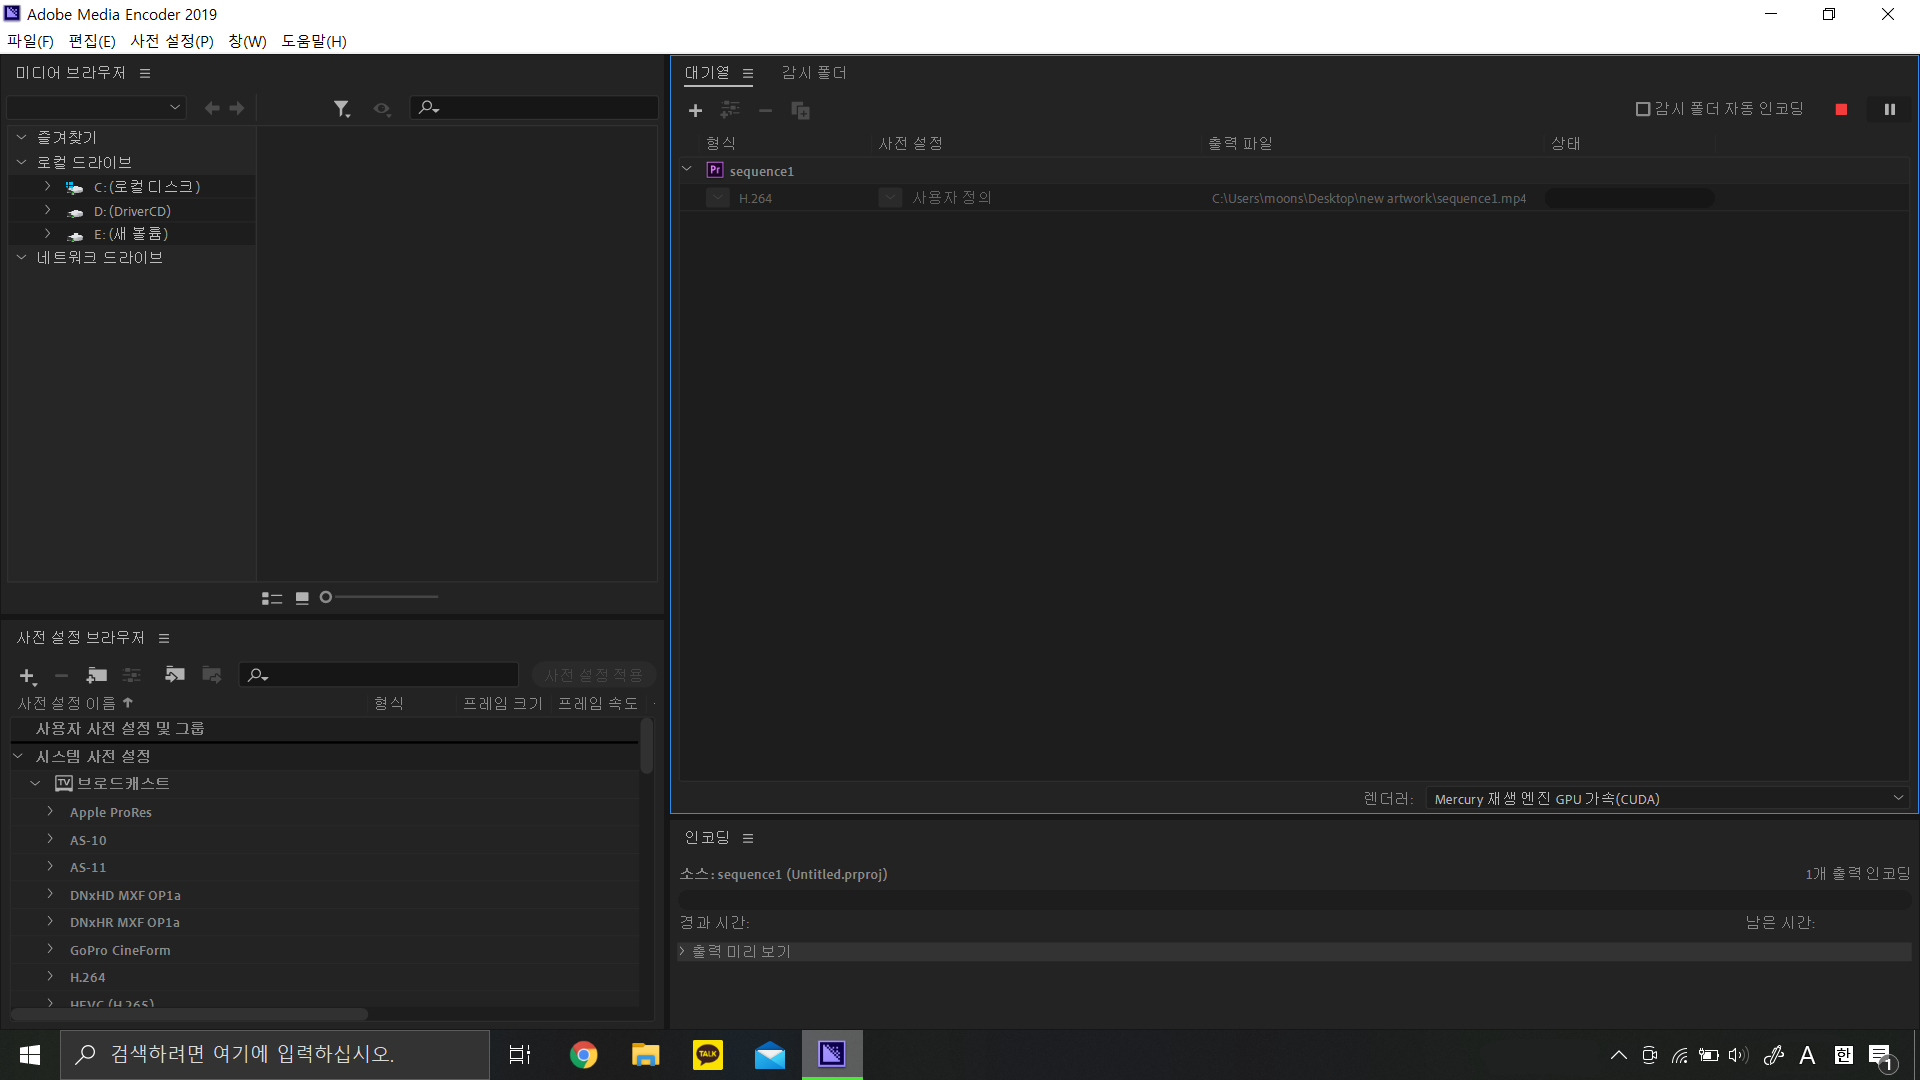 Adobe Media Encoder 2019
파일(F) 편집(E) 사전 설정(P) 창(W) 도움말(H)
미디어 브라우저
즐겨찾기
로컬 드라이브
C: (로컬 디스크)
D: (DriverCD)
E: (새 볼륨)
네트워크 드라이브
사전 설정 브라우저
사전 설정 적용
사전 설정 이름 형식 프레임 크기 프레임 속도
사용자 사전 설정 및 그룹
시스템 사전 설정
TV 브로드캐스트
Apple ProRes
AS-10
AS-11
DNxHD MXF OP1a
DNxHR MXF OP1a
GoPro CineForm
H.264
HEVC (H.265)
대기열 감시 폴더
감시 폴더 자동 인코딩
형식 사전 설정 출력 파일 상태
Pr sequence1
H.264 사용자 정의 C:\Users\moons\Desktop\new artwork\sequence1.mp4
렌더러: Mercury 재생 엔진 GPU 가속(CUDA)
인코딩
소스: sequence1 (Untitled.prproj) 1개 출력 인코딩
경과 시간: 남은 시간:
출력 미리 보기
검색하려면 여기에 입력하십시오.
TALK
A 한 1